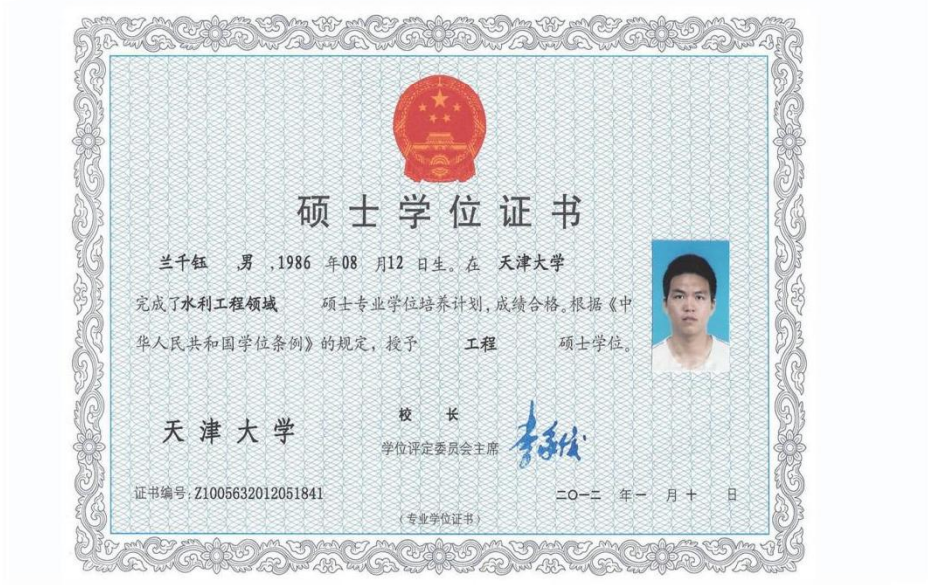 硕士学位证书
兰千钰 ,男 ,1986 年08 月12 日生。在 天津大学
完成了水利工程领域 硕士专业学位培养计划,成绩合格。根据《中
华人民共和国学位条例》的规定,授予 工程 硕士学位。
天津大学
校 长
学位评定委员会主席
证书编号:Z1005632012051841
二〇一二 年一 月十 日
(专业学位证书)